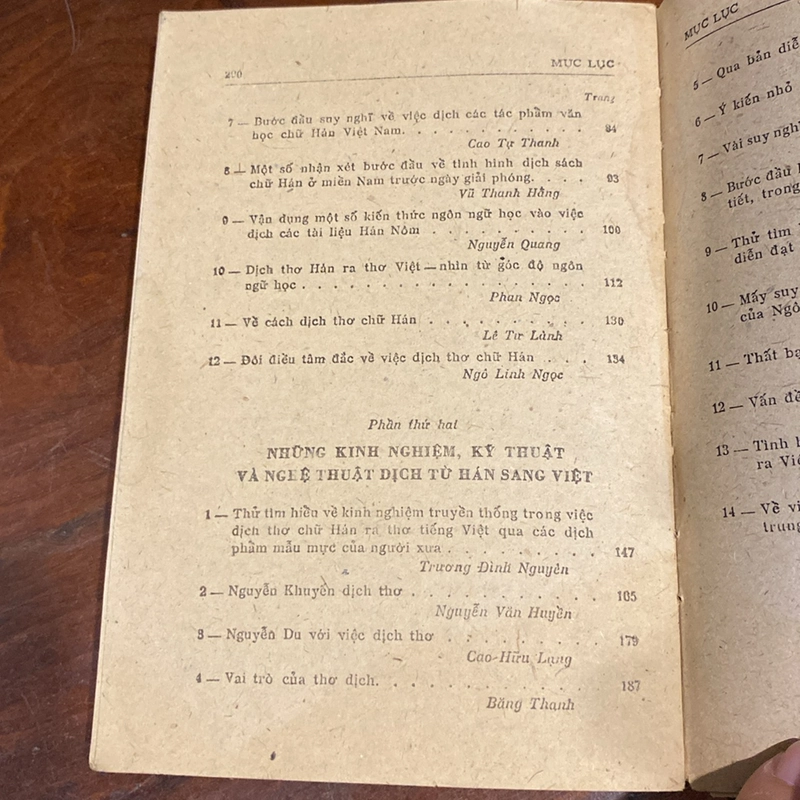 290 MỤC LỤC
Trang
7 — Bước đầu suy nghĩ về việc dịch các tác phẩm văn
học chữ Hán Việt Nam. . . . . . . . . . . . 84
Cao Tự Thanh
8 — Một số nhận xét bước đầu về tình hình dịch sách
chữ Hán ở miền Nam trước ngày giải phóng. . . . 93
Vũ Thanh Hằng
9 — Vận dụng một số kiến thức ngôn ngữ học vào việc
dịch các tài liệu Hán Nôm . . . . . . . . . 100
Nguyễn Quang
10 — Dịch thơ Hán ra thơ Việt — nhìn từ góc độ ngôn
ngữ học . . . . . . . . . . . . . . . . . 112
Phan Ngọc
11 — Về cách dịch thơ chữ Hán . . . . . . . . . 130
Lê Tư Lành
12 — Đôi điều tâm đắc về việc dịch thơ chữ Hán . . . 134
Ngô Linh Ngọc
Phần thứ hai
NHỮNG KINH NGHIỆM, KỸ THUẬT
VÀ NGHỆ THUẬT DỊCH TỪ HÁN SANG VIỆT
1 — Thử tìm hiểu về kinh nghiệm truyền thống trong việc
dịch thơ chữ Hán ra thơ tiếng Việt qua các dịch
phẩm mẫu mực của người xưa . . . . . . . . . 147
Trương Đình Nguyên
2 — Nguyễn Khuyến dịch thơ . . . . . . . . . . . 165
Nguyễn Văn Huyền
3 — Nguyễn Du với việc dịch thơ . . . . . . . . . 179
Cao-Hữu Lạng
4 — Vai trò của thơ dịch. . . . . . . . . . . . . 187
Băng Thanh
MỤC LỤC
5 — Qua bản
6 — Ý kiến nhỏ
7 — Vài suy
8 — Bước đầu
tiết, trong
9 — Thử tìm
diễn đạt
10 — Mấy suy
của Ngô
11 — Thất
12 — Vấn đề
13 — Tình
ra
14 — Về